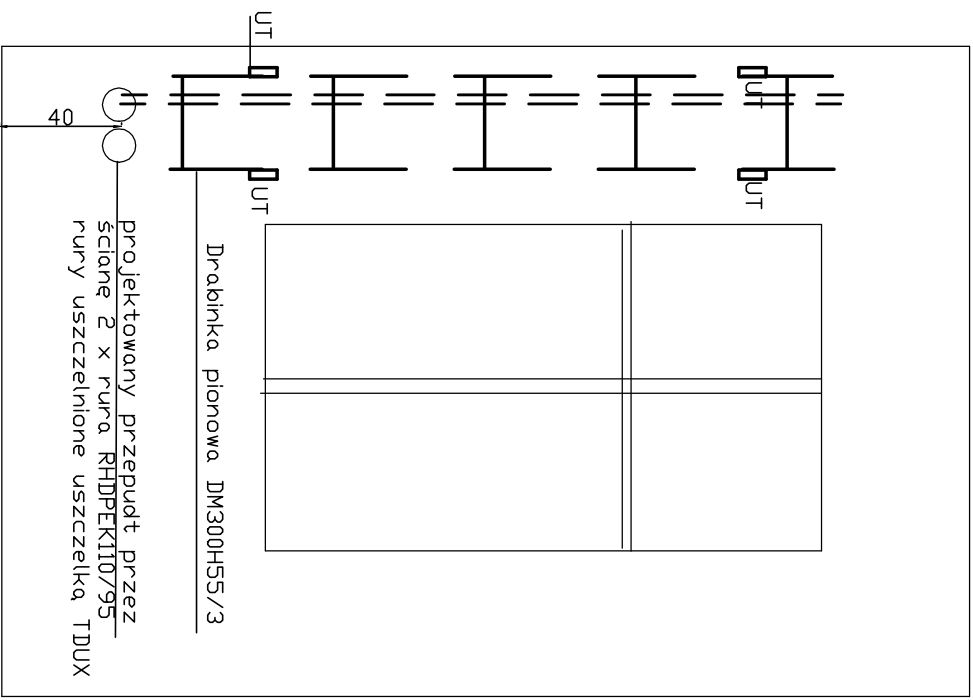 UT
UT
UT
UT
40
Drabinka pionowa DM300H55/3
projektowany przepudt przez
ścianę 2 x rura RHDPEK110/95
rury uszczelnione uszczelką TDUX